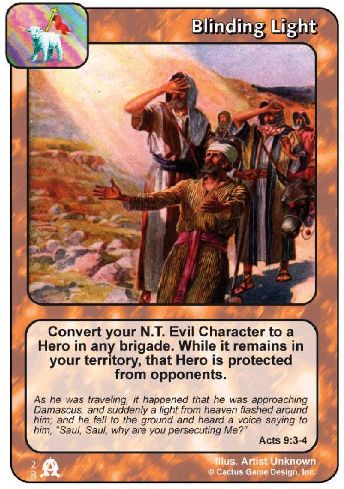 Blinding Light
Convert your N.T. Evil Character to a
Hero in any brigade. While it remains in
your territory, that Hero is protected
from opponents.
As he was traveling, it happened that he was approaching
Damascus, and suddenly a light from heaven flashed around
him; and he fell to the ground and heard a voice saying to
him, "Saul, Saul, why are you persecuting Me?"
Acts 9:3-4
Illus. Artist Unknown
© Cactus Game Design, Inc.
2
R